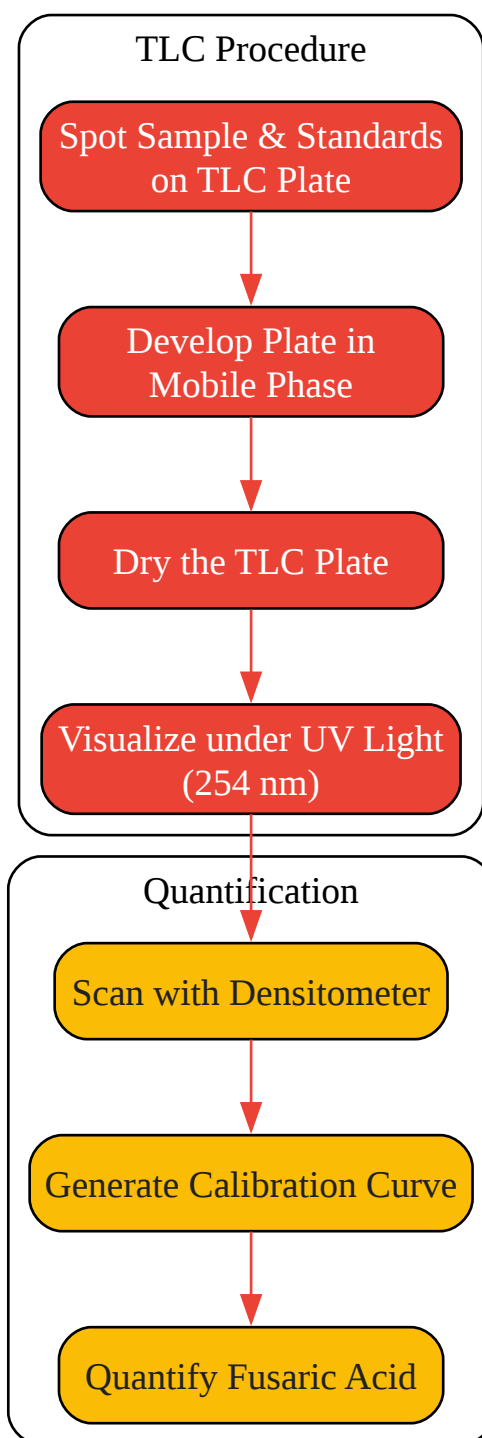 TLC Procedure
Spot Sample & Standards
on TLC Plate
Develop Plate in
Mobile Phase
Dry the TLC Plate
Visualize under UV Light
(254 nm)
Quantification
Scan with Densitometer
Generate Calibration Curve
Quantify Fusaric Acid